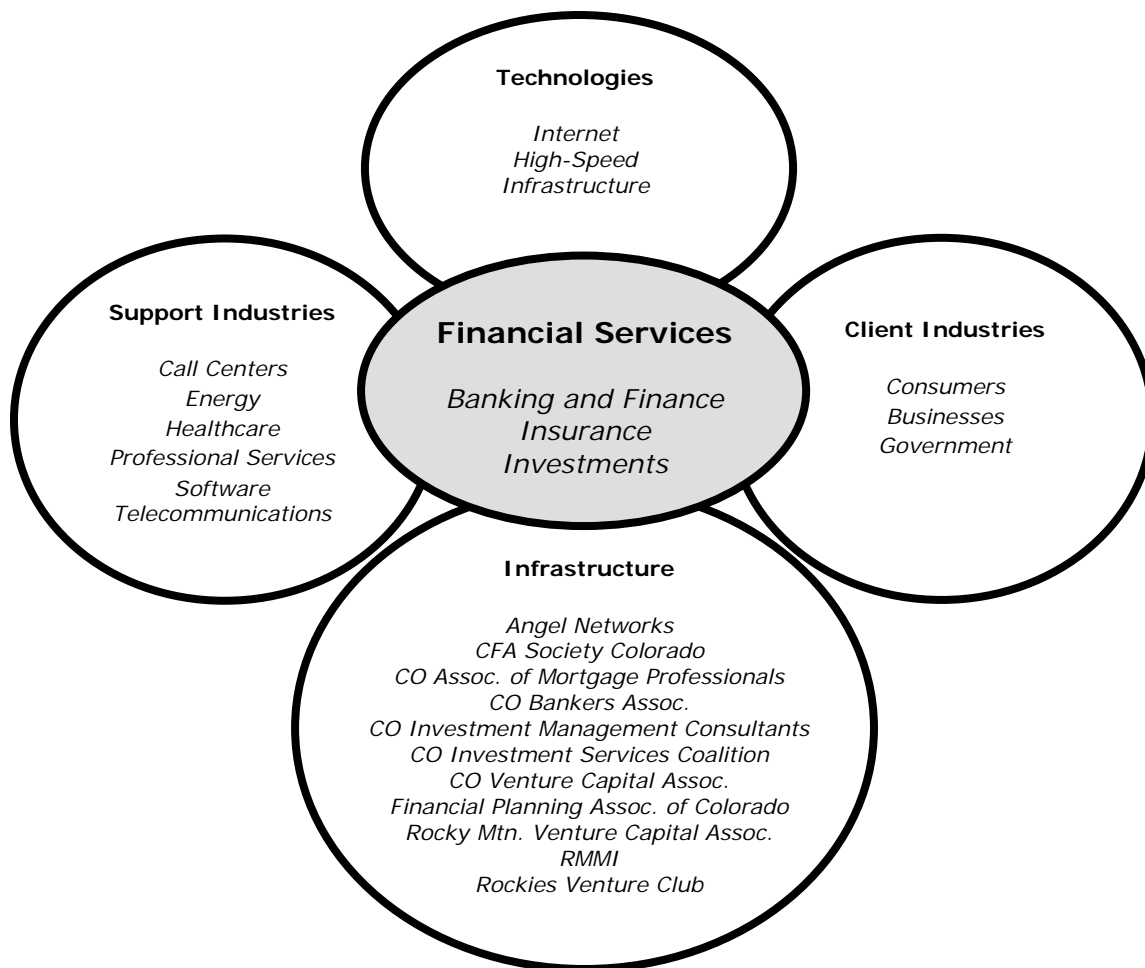 Technologies
Internet
High-Speed
Infrastructure
Support Industries
Call Centers
Energy
Healthcare
Professional Services
Software
Telecommunications
Financial Services
Banking and Finance
Insurance
Investments
Client Industries
Consumers
Businesses
Government
Infrastructure
Angel Networks
CFA Society Colorado
CO Assoc. of Mortgage Professionals
CO Bankers Assoc.
CO Investment Management Consultants
CO Investment Services Coalition
CO Venture Capital Assoc.
Financial Planning Assoc. of Colorado
Rocky Mtn. Venture Capital Assoc.
RMMI
Rockies Venture Club